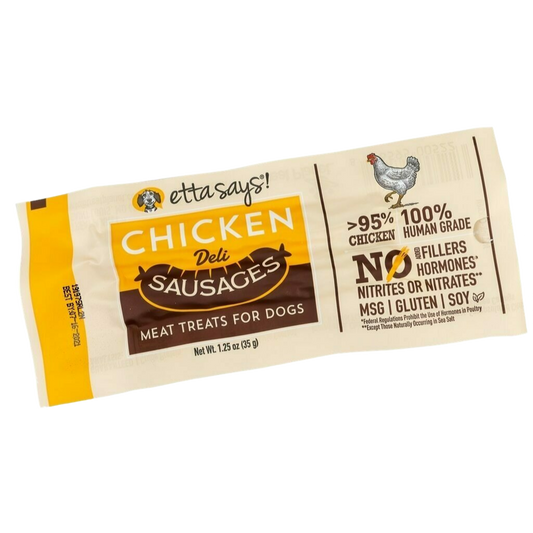 etta says!®
CHICKEN
Deli
SAUSAGES
MEAT TREATS FOR DOGS
Net Wt. 1.25 oz (35 g)
>95% CHICKEN
100% HUMAN GRADE
NO ADDED FILLERS
HORMONES*
NITRITES OR NITRATES**
MSG | GLUTEN | SOY
*Federal Regulations Prohibit the Use of Hormones in Poultry
**Except Those Naturally Occurring in Sea Salt